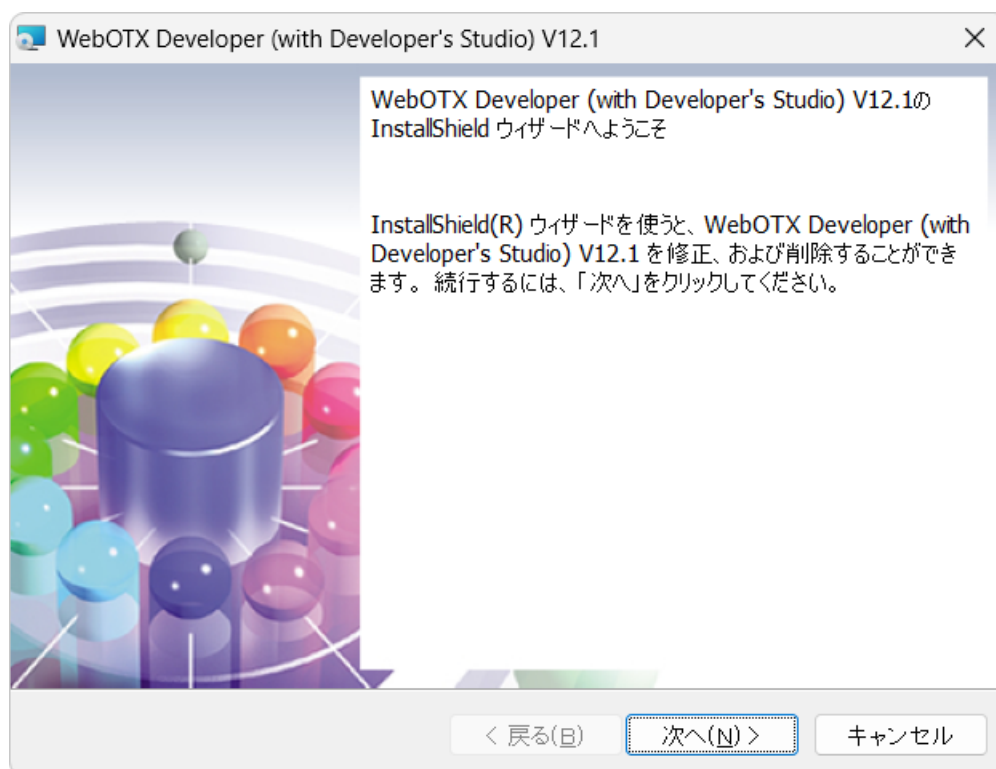 WebOTX Developer (with Developer's Studio) V12.1
WebOTX Developer (with Developer's Studio) V12.1の
InstallShield ウィザードへようこそ
InstallShield(R) ウィザードを使うと、WebOTX Developer (with
Developer's Studio) V12.1 を修正、および削除することができ
ます。 続行するには、「次へ」をクリックしてください。
< 戻る(B)
次へ(N) >
キャンセル